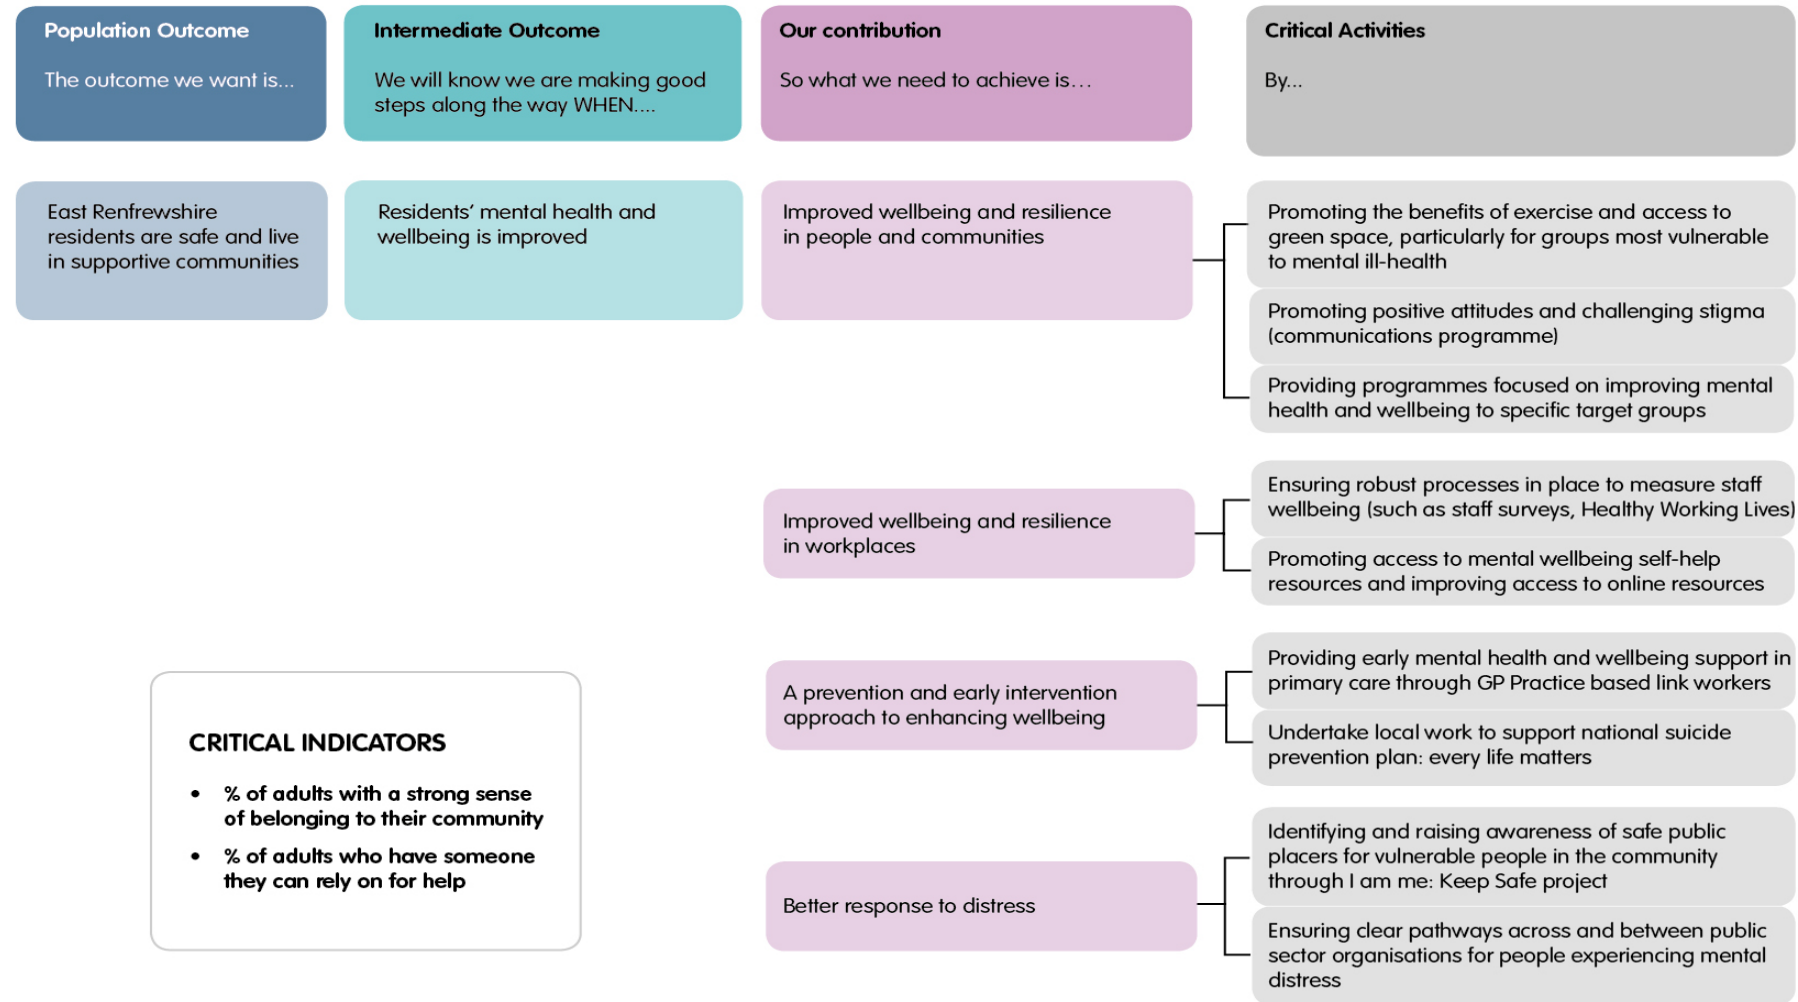 Population Outcome
The outcome we want is...
Intermediate Outcome
We will know we are making good
steps along the way WHEN....
Our contribution
So what we need to achieve is...
Critical Activities
By...
East Renfrewshire
residents are safe and live
in supportive communities
Residents’ mental health and
wellbeing is improved
Improved wellbeing and resilience
in people and communities
Promoting the benefits of exercise and access to
green space, particularly for groups most vulnerable
to mental ill-health
Promoting positive attitudes and challenging stigma
(communications programme)
Providing programmes focused on improving mental
health and wellbeing to specific target groups
Improved wellbeing and resilience
in workplaces
Ensuring robust processes in place to measure staff
wellbeing (such as staff surveys, Healthy Working Lives)
Promoting access to mental wellbeing self-help
resources and improving access to online resources
A prevention and early intervention
approach to enhancing wellbeing
Providing early mental health and wellbeing support in
primary care through GP Practice based link workers
Undertake local work to support national suicide
prevention plan: every life matters
Better response to distress
Identifying and raising awareness of safe public
placers for vulnerable people in the community
through I am me: Keep Safe project
Ensuring clear pathways across and between public
sector organisations for people experiencing mental
distress
CRITICAL INDICATORS
• % of adults with a strong sense
of belonging to their community
• % of adults who have someone
they can rely on for help